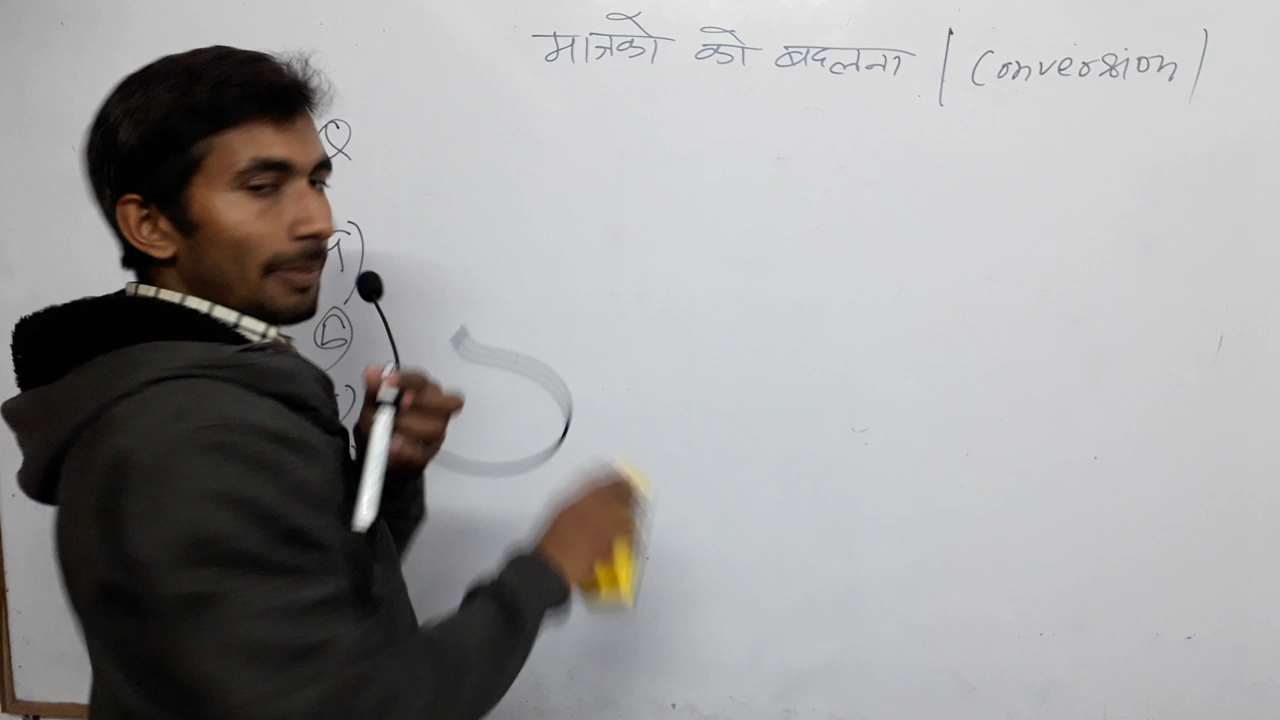 मात्रको को बदलना / (Conversion)